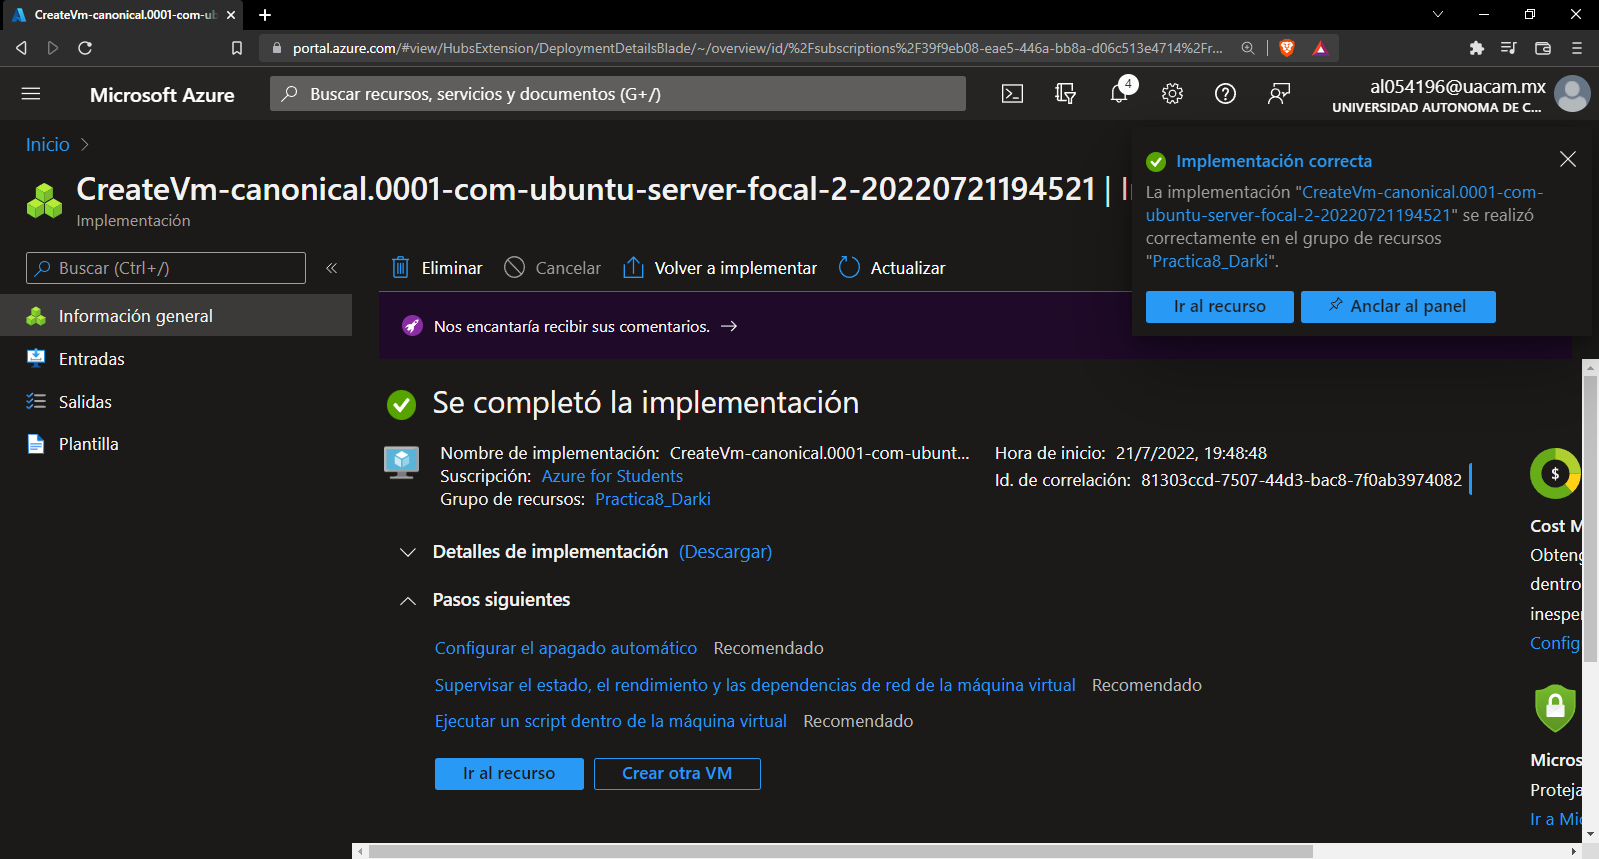 CreateVm-canonical.0001-com-ub
portal.azure.com/#view/HubsExtension/DeploymentDetailsBlade/~/overview/id/%2Fsubscriptions%2F39f9eb08-eae5-446a-bb8a-d06c513e4714%2Fr...
Microsoft Azure
Buscar recursos, servicios y documentos (G+/)
4
al054196@uacam.mx
UNIVERSIDAD AUTONOMA DE C...
Inicio
CreateVm-canonical.0001-com-ubuntu-server-focal-2-20220721194521 | I
Implementación
Implementación correcta
La implementación "CreateVm-canonical.0001-com-
ubuntu-server-focal-2-20220721194521" se realizó
correctamente en el grupo de recursos
"Practica8_Darki".
Ir al recurso
Anclar al panel
Buscar (Ctrl+/)
«
Información general
Entradas
Salidas
Plantilla
Eliminar
Cancelar
Volver a implementar
Actualizar
Nos encantaría recibir sus comentarios. →
Se completó la implementación
Nombre de implementación: CreateVm-canonical.0001-com-ubunt...
Suscripción: Azure for Students
Grupo de recursos: Practica8_Darki
Hora de inicio: 21/7/2022, 19:48:48
Id. de correlación: 81303ccd-7507-44d3-bac8-7f0ab3974082
Detalles de implementación (Descargar)
Pasos siguientes
Configurar el apagado automático Recomendado
Supervisar el estado, el rendimiento y las dependencias de red de la máquina virtual Recomendado
Ejecutar un script dentro de la máquina virtual Recomendado
Ir al recurso
Crear otra VM
$
Cost M
Obteng
dentro
inesper
Config
Micros
Proteja
Ir a Mic